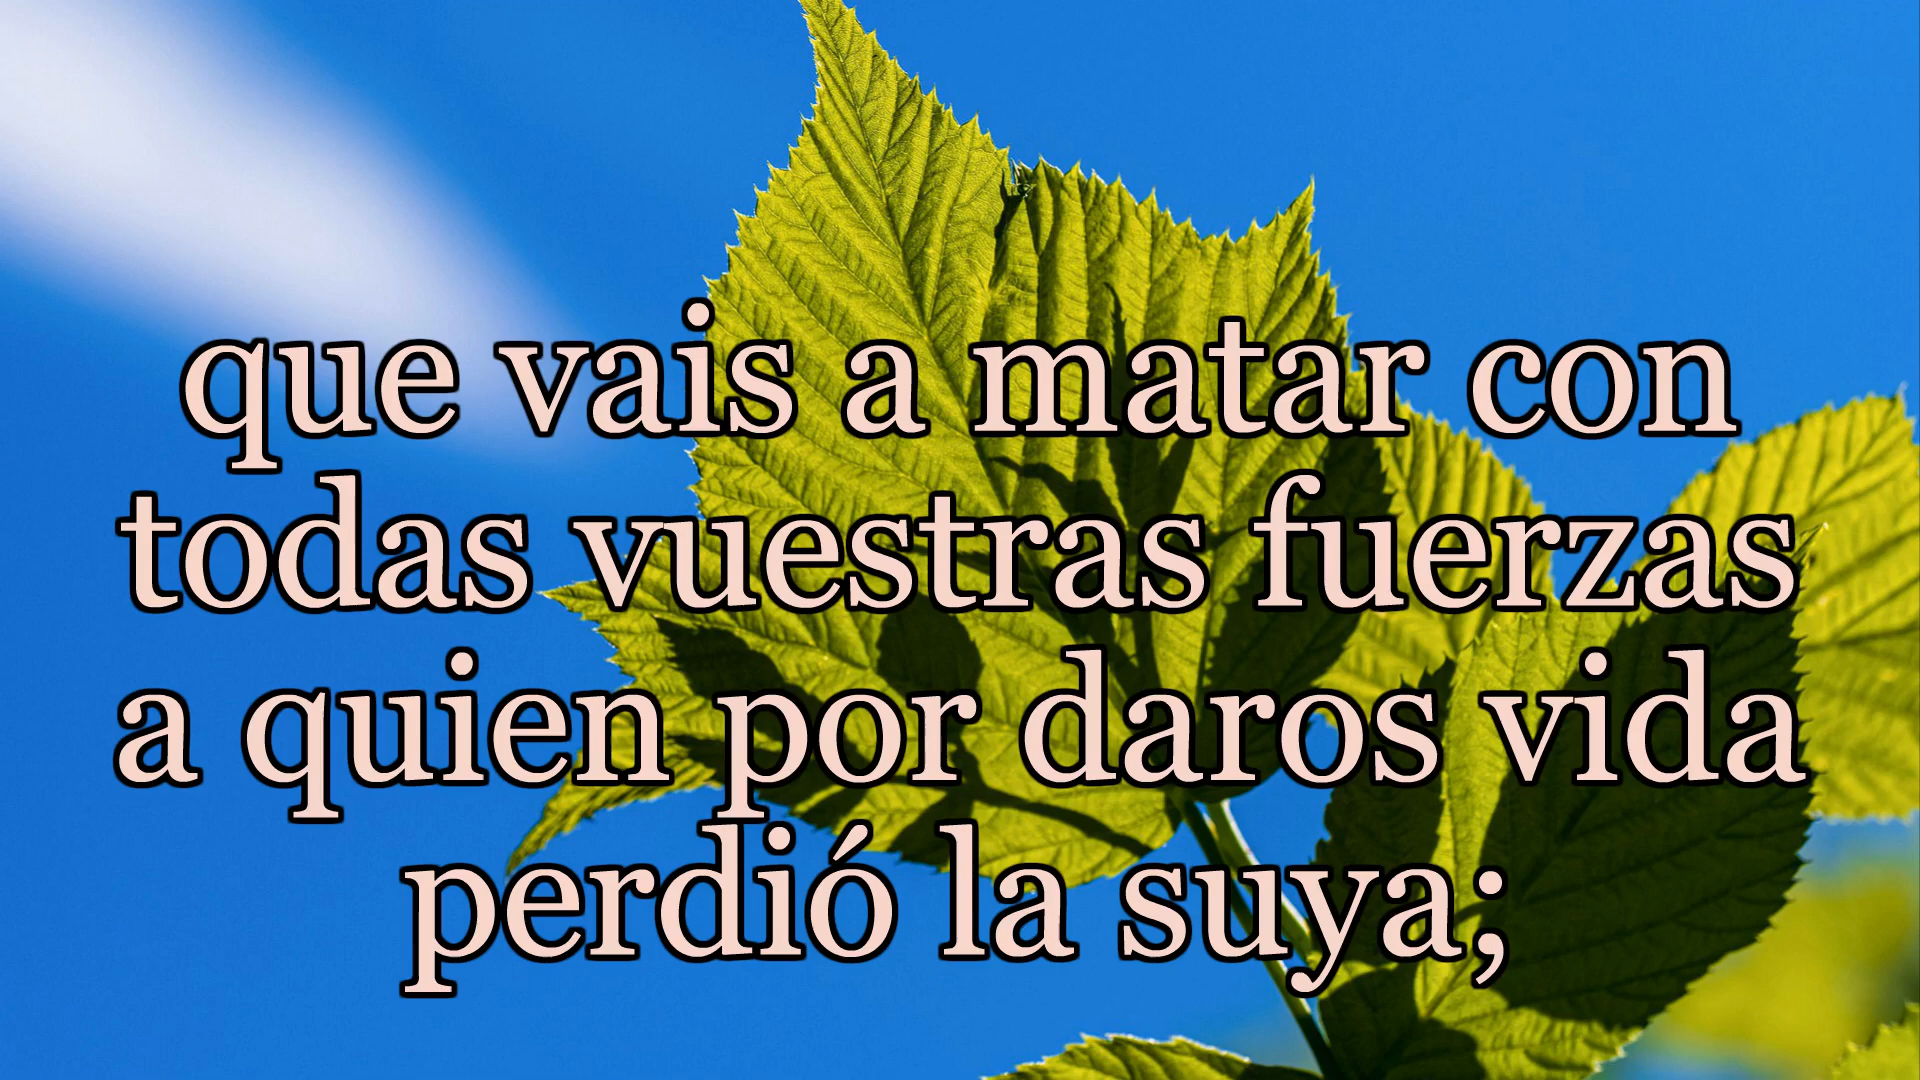 que vais a matar con
todas vuestras fuerzas
a quien por daros vida
perdió la suya;